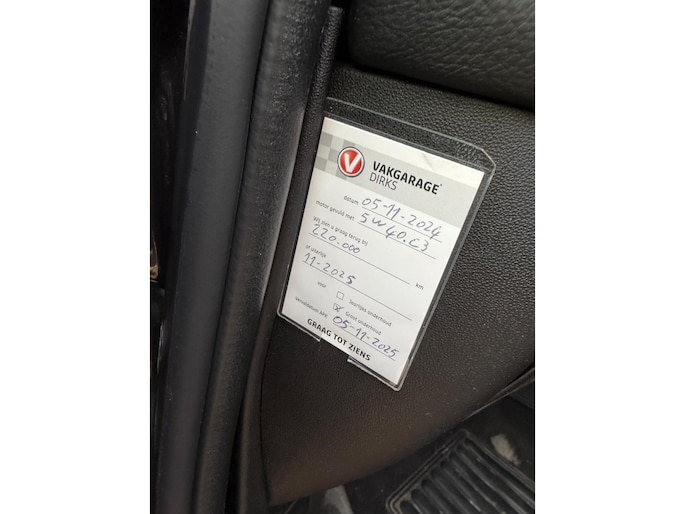 V VAKGARAGE®
DIRKS
datum 05-11-2024
motor gevuld met 5w40.C3
Wij zien u graag terug bij
220.000 km
of uiterlijk
11-2025
voor ☐ Jaarlijks onderhoud
☒ Groot onderhoud
Vervaldatum APK 05-11-2025
GRAAG TOT ZIENS